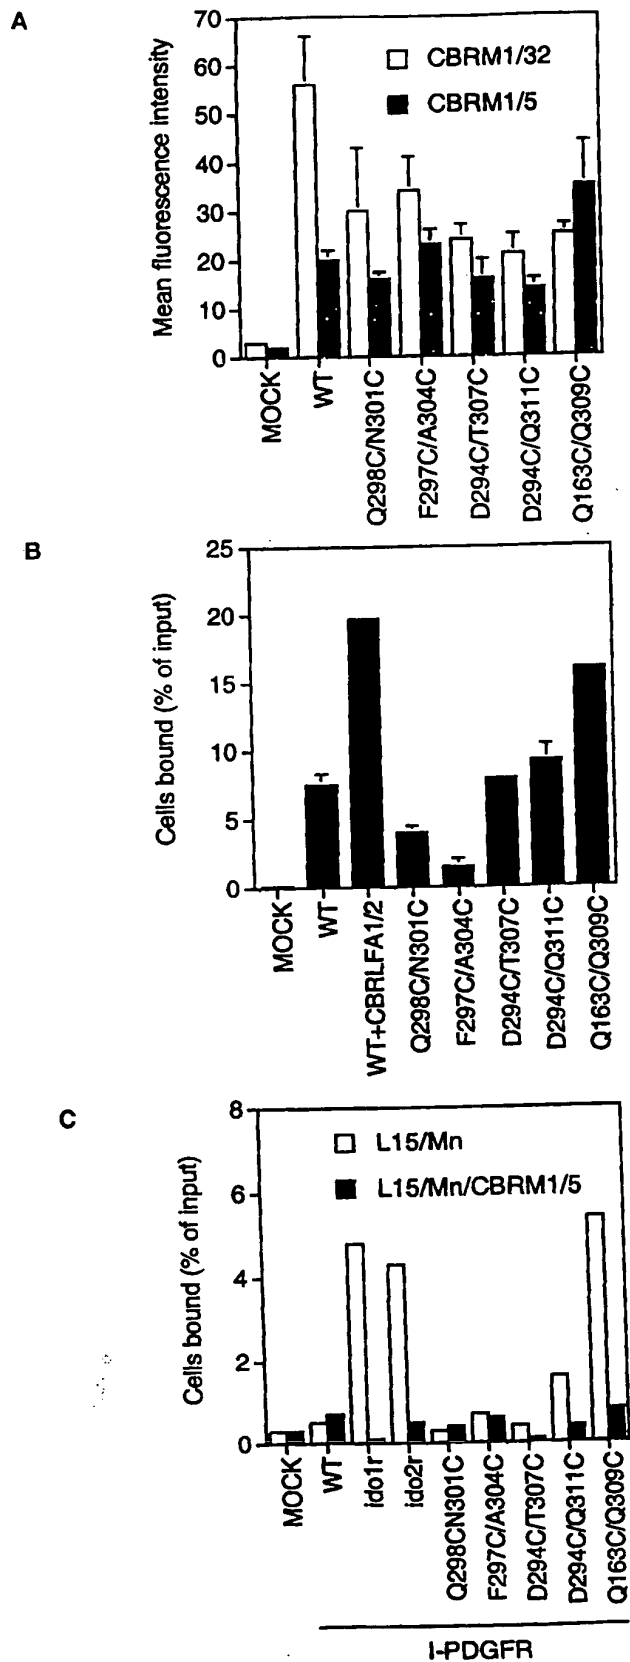 A
Mean fluorescence intensity
70
60
50
40
30
20
10
0
CBRM1/32
CBRM1/5
MOCK
WT
Q298C/N301C
F297C/A304C
D294C/T307C
D294C/Q311C
Q163C/Q309C
B
Cells bound (% of input)
25
20
15
10
5
0
MOCK
WT
WT+CBRLFA1/2
Q298C/N301C
F297C/A304C
D294C/T307C
D294C/Q311C
Q163C/Q309C
C
Cells bound (% of input)
8
6
4
2
0
L15/Mn
L15/Mn/CBRM1/5
MOCK
WT
ido1r
ido2r
Q298CN301C
F297C/A304C
D294C/T307C
D294C/Q311C
Q163C/Q309C
I-PDGFR